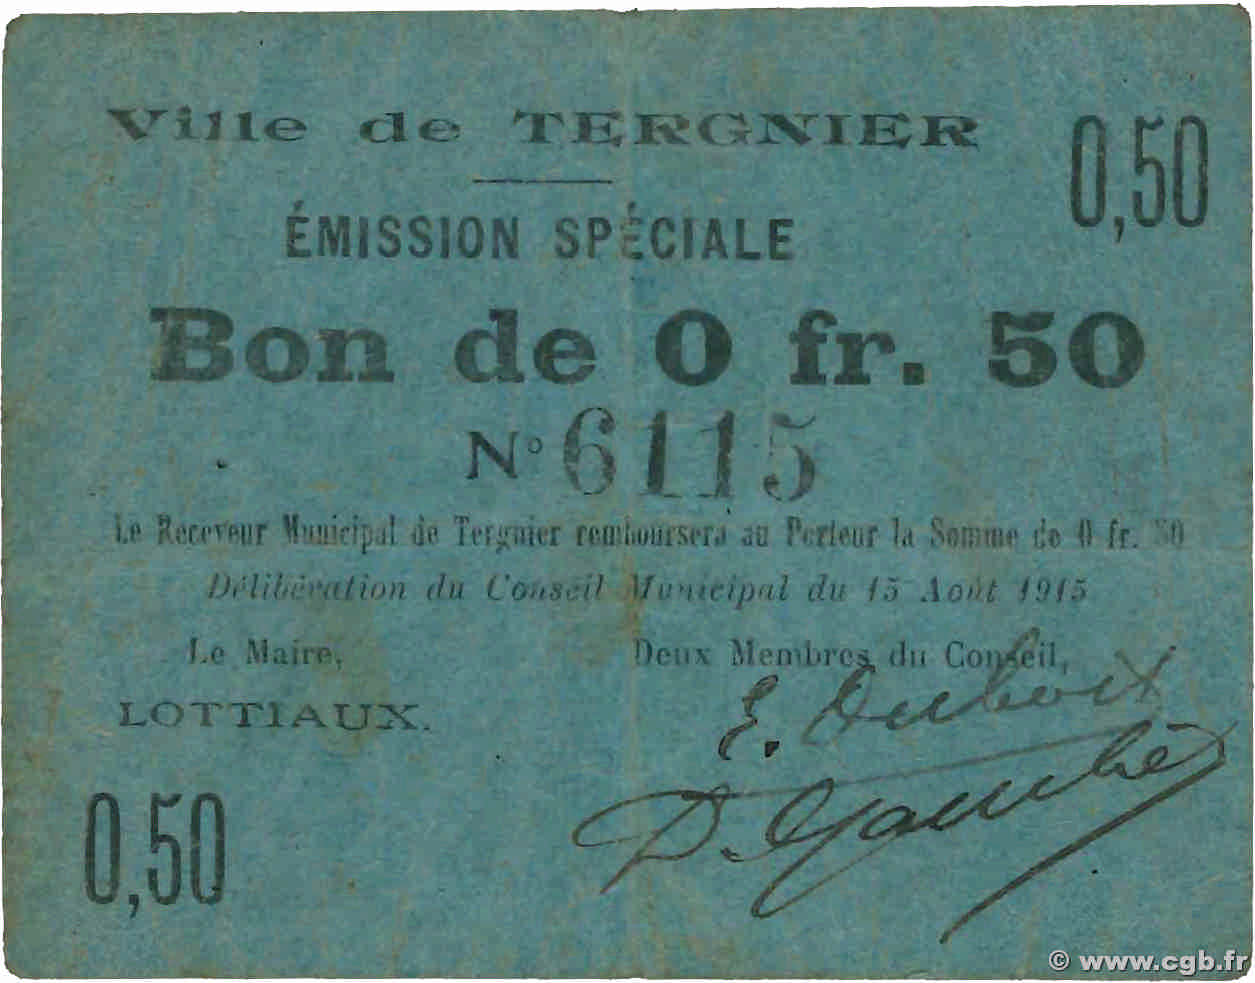 Ville de TERGNIER
0,50
ÉMISSION SPÉCIALE
Bon de 0 fr. 50
N° 6115
Le Receveur Municipal de Tergnier remboursera au Porteur la Somme de 0 fr. 50
Délibération du Conseil Municipal du 15 Août 1915
Le Maire,
Deux Membres du Conseil,
LOTTIAUX.
E. Dubois
D.
0,50
© www.cgb.fr